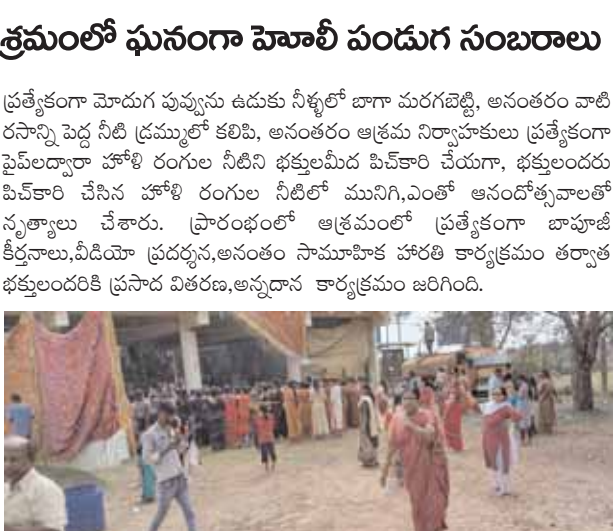 శ్రమంలో ఘనంగా హెూలీ పండుగ సంబరాలు
ప్రత్యేకంగా మోదుగ పువ్వును ఉడుకు నీళ్ళలో బాగా మరగబెట్టి, అనంతరం వాటి
రసాన్ని పెద్ద నీటి డ్రమ్ములో కలిపి, అనంతరం ఆశ్రమ నిర్వాహకులు ప్రత్యేకంగా
పైప్‌లద్వారా హోళి రంగుల నీటిని భక్తులమీద పిచ్‌కారి చేయగా, భక్తులందరు
పిచ్‌కారి చేసిన హోళి రంగుల నీటిలో మునిగి,ఎంతో ఆనందోత్సవాలతో
నృత్యాలు చేశారు. ప్రారంభంలో ఆశ్రమంలో ప్రత్యేకంగా బాపూజీ
కీర్తనాలు,వీడియో ప్రదర్శన,అనంతం సామూహిక హారతి కార్యక్రమం తర్వాత
భక్తులందరికి ప్రసాద వితరణ,అన్నదాన కార్యక్రమం జరిగింది.